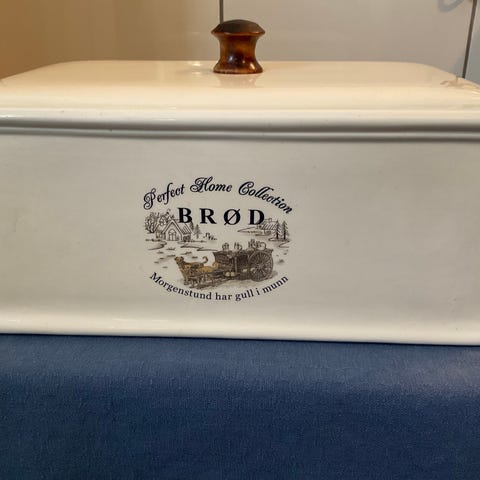 Perfect Home Collection
BRØD
Morgenstund har gull i munn